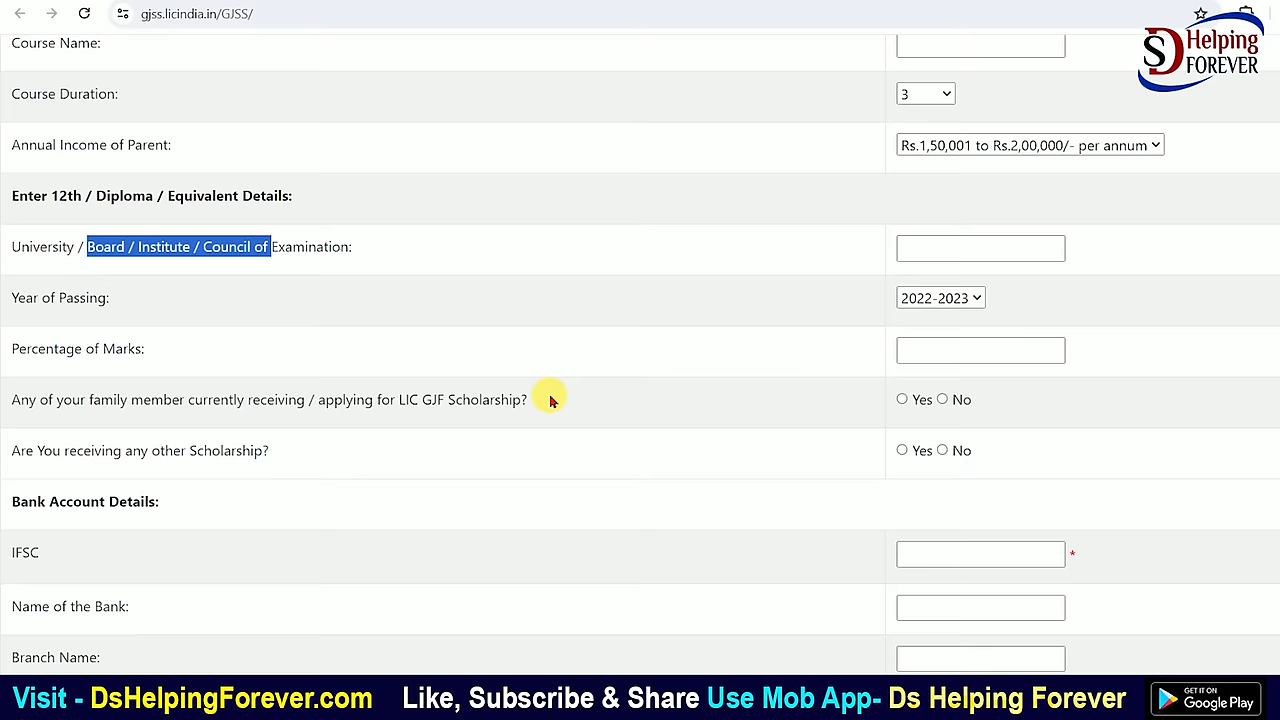 gjss.licindia.in/GJSS/
SD Helping FOREVER
Course Name:
Course Duration: 3
Annual Income of Parent: Rs.1,50,001 to Rs.2,00,000/- per annum
Enter 12th / Diploma / Equivalent Details:
University / Board / Institute / Council of Examination:
Year of Passing: 2022-2023
Percentage of Marks:
Any of your family member currently receiving / applying for LIC GJF Scholarship? Yes No
Are You receiving any other Scholarship? Yes No
Bank Account Details:
IFSC *
Name of the Bank:
Branch Name:
Visit - DsHelpingForever.com Like, Subscribe & Share Use Mob App- Ds Helping Forever GET IT ON Google Play